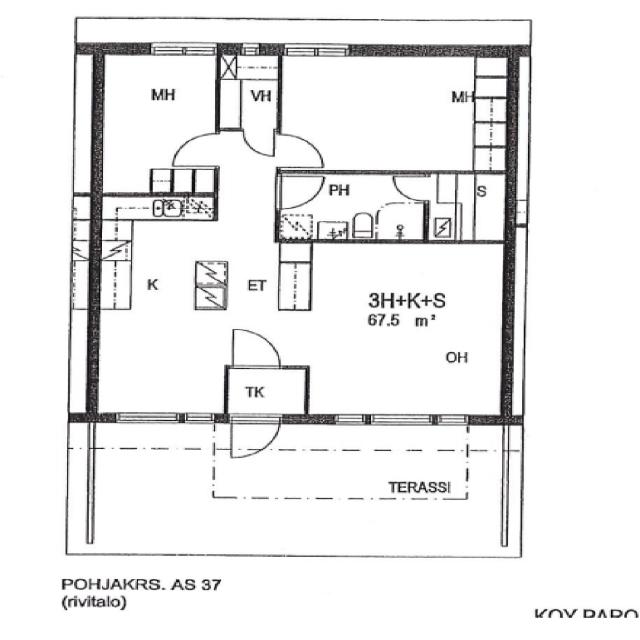 MH
VH
MH
PH
S
K
ET
3H+K+S
67.5 m²
OH
TK
TERASSI
POHJAKRS. AS 37
(rivitalo)
KOY PARO